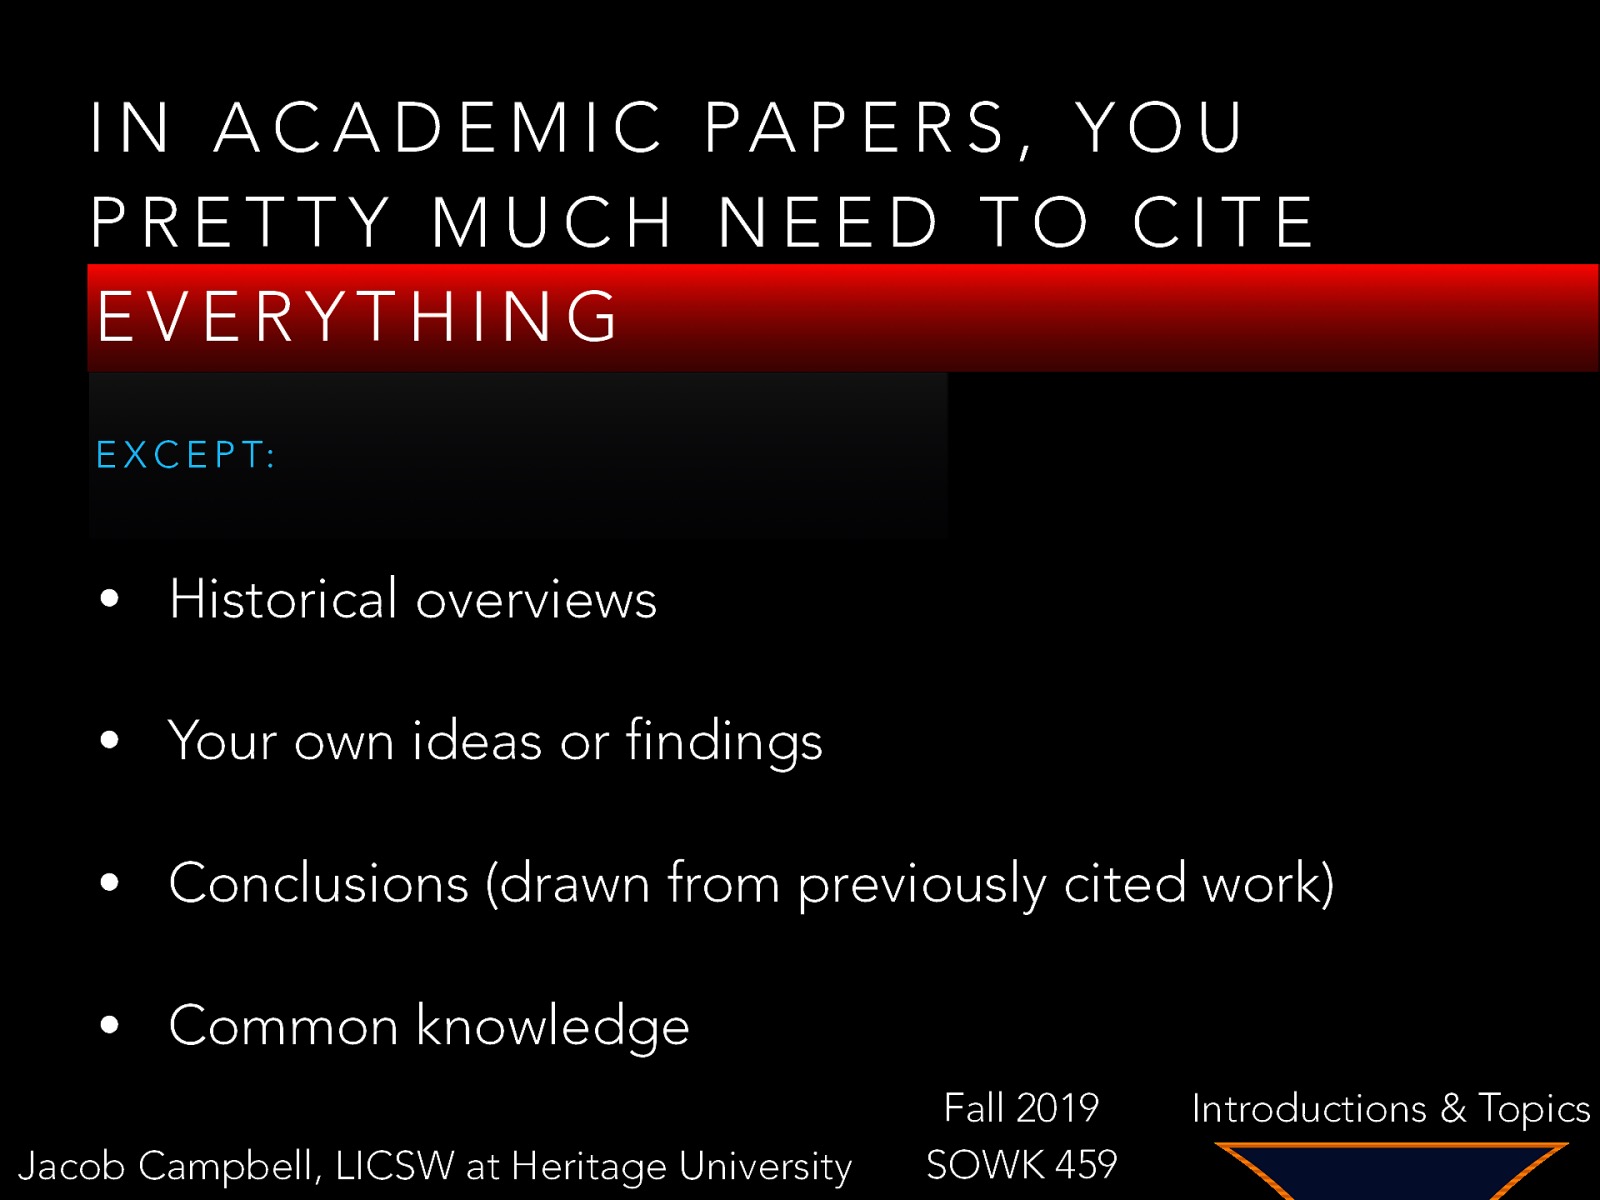 IN ACADEMIC PAPERS, YOU
PRETTY MUCH NEED TO CITE
EVERYTHING
EXCEPT:
• Historical overviews
• Your own ideas or findings
• Conclusions (drawn from previously cited work)
• Common knowledge
Fall 2019
Introductions & Topics
Jacob Campbell, LICSW at Heritage University
SOWK 459